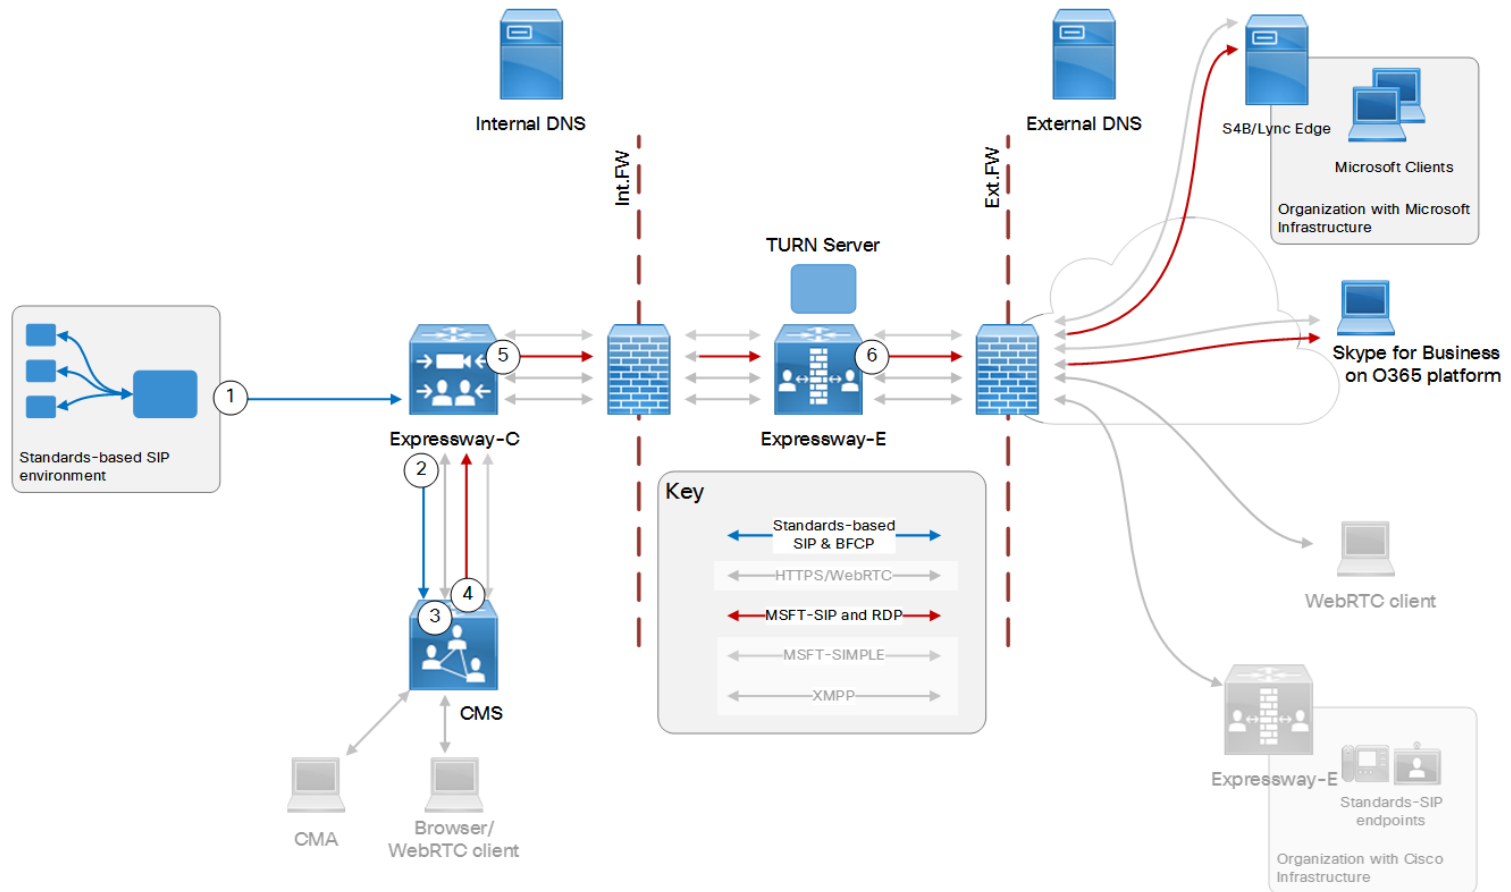 Internal DNS
External DNS
S4B/Lync Edge
Microsoft Clients
Organization with Microsoft
Infrastructure
Int.FW
Ext.FW
TURN Server
Skype for Business
on O365 platform
1
5
6
Standards-based SIP
environment
Expressway-C
Expressway-E
2
Key
Standards-based
SIP & BFCP
HTTPS/WebRTC
MSFT-SIP and RDP
MSFT-SIMPLE
XMPP
4
3
CMS
WebRTC client
CMA
Browser/
WebRTC client
Expressway-E
Standards-SIP
endpoints
Organization with Cisco
Infrastructure